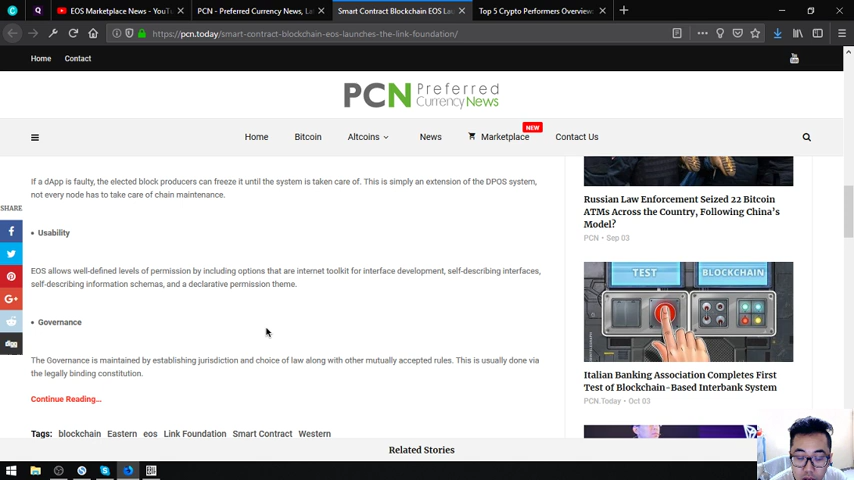 EOS Marketplace News - YouT
PCN - Preferred Currency News, La
Smart Contract Blockchain EOS La
Top 5 Crypto Performers Overview:
https://pcn.today/smart-contract-blockchain-eos-launches-the-link-foundation/
Home
Contact
PCN Preferred Currency News
Home
Bitcoin
Altcoins
News
NEW
Marketplace
Contact Us
SHARE
If a dApp is faulty, the elected block producers can freeze it until the system is taken care of. This is simply an extension of the DPOS system,
not every node has to take care of chain maintenance.
• Usability
EOS allows well-defined levels of permission by including options that are internet toolkit for interface development, self-describing interfaces,
self-describing information schemas, and a declarative permission theme.
• Governance
The Governance is maintained by establishing jurisdiction and choice of law along with other mutually accepted rules. This is usually done via
the legally binding constitution.
Continue Reading...
Tags: blockchain Eastern eos Link Foundation Smart Contract Western
Russian Law Enforcement Seized 22 Bitcoin
ATMs Across the Country, Following China's
Model?
PCN • Sep 03
TEST
BLOCKCHAIN
Italian Banking Association Completes First
Test of Blockchain-Based Interbank System
PCN.Today • Oct 03
Related Stories